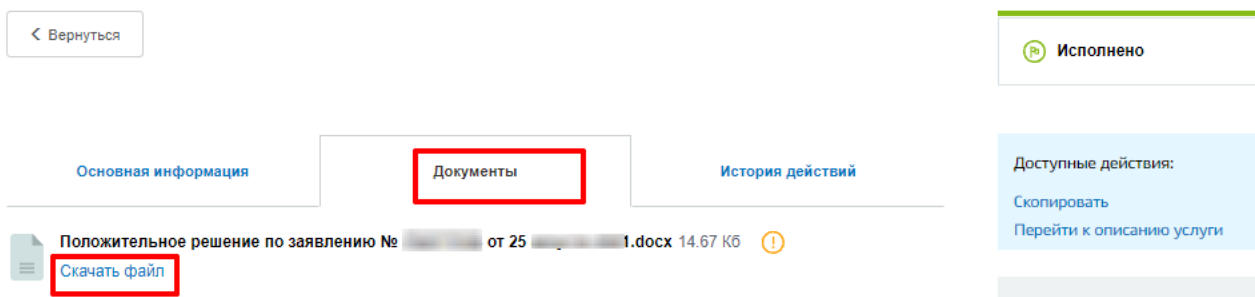 Вернуться
Исполнено
Основная информация
Документы
История действий
Положительное решение по заявлению № от 25 1.docx 14.67 Кб
Скачать файл
Доступные действия:
Скопировать
Перейти к описанию услуги